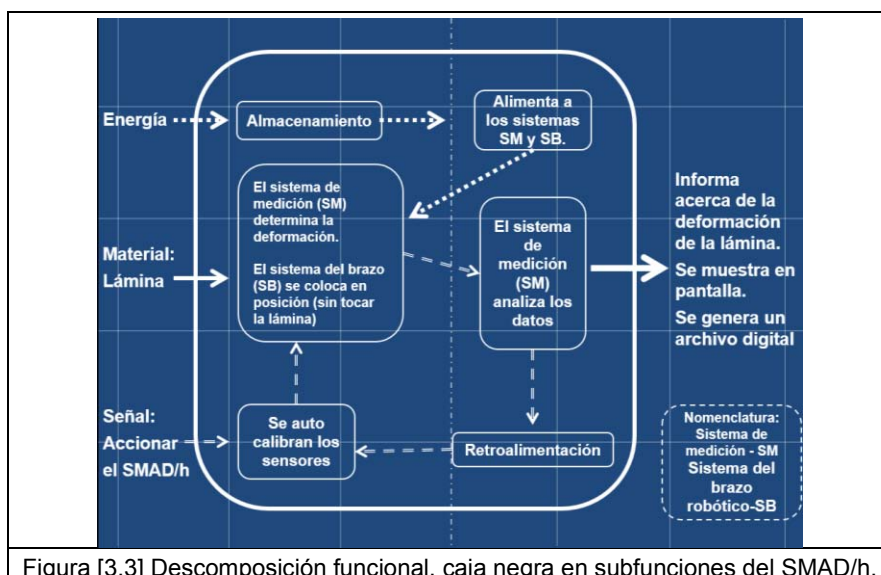 Energía
Almacenamiento
Alimenta a
los sistemas
SM y SB.
El sistema de
medición (SM)
determina la
deformación.
El sistema del brazo
(SB) se coloca en
posición (sin tocar
la lámina)
Material:
Lámina
El sistema
de
medición
(SM)
analiza los
datos
Informa
acerca de la
deformación
de la lámina.
Se muestra en
pantalla.
Se genera un
archivo digital
Señal:
Accionar
el SMAD/h
Se auto
calibran los
sensores
Retroalimentación
Nomenclatura:
Sistema de
medición - SM
Sistema del
brazo
robótico-SB
Figura [3.3] Descomposición funcional, caja negra en subfunciones del SMAD/h.